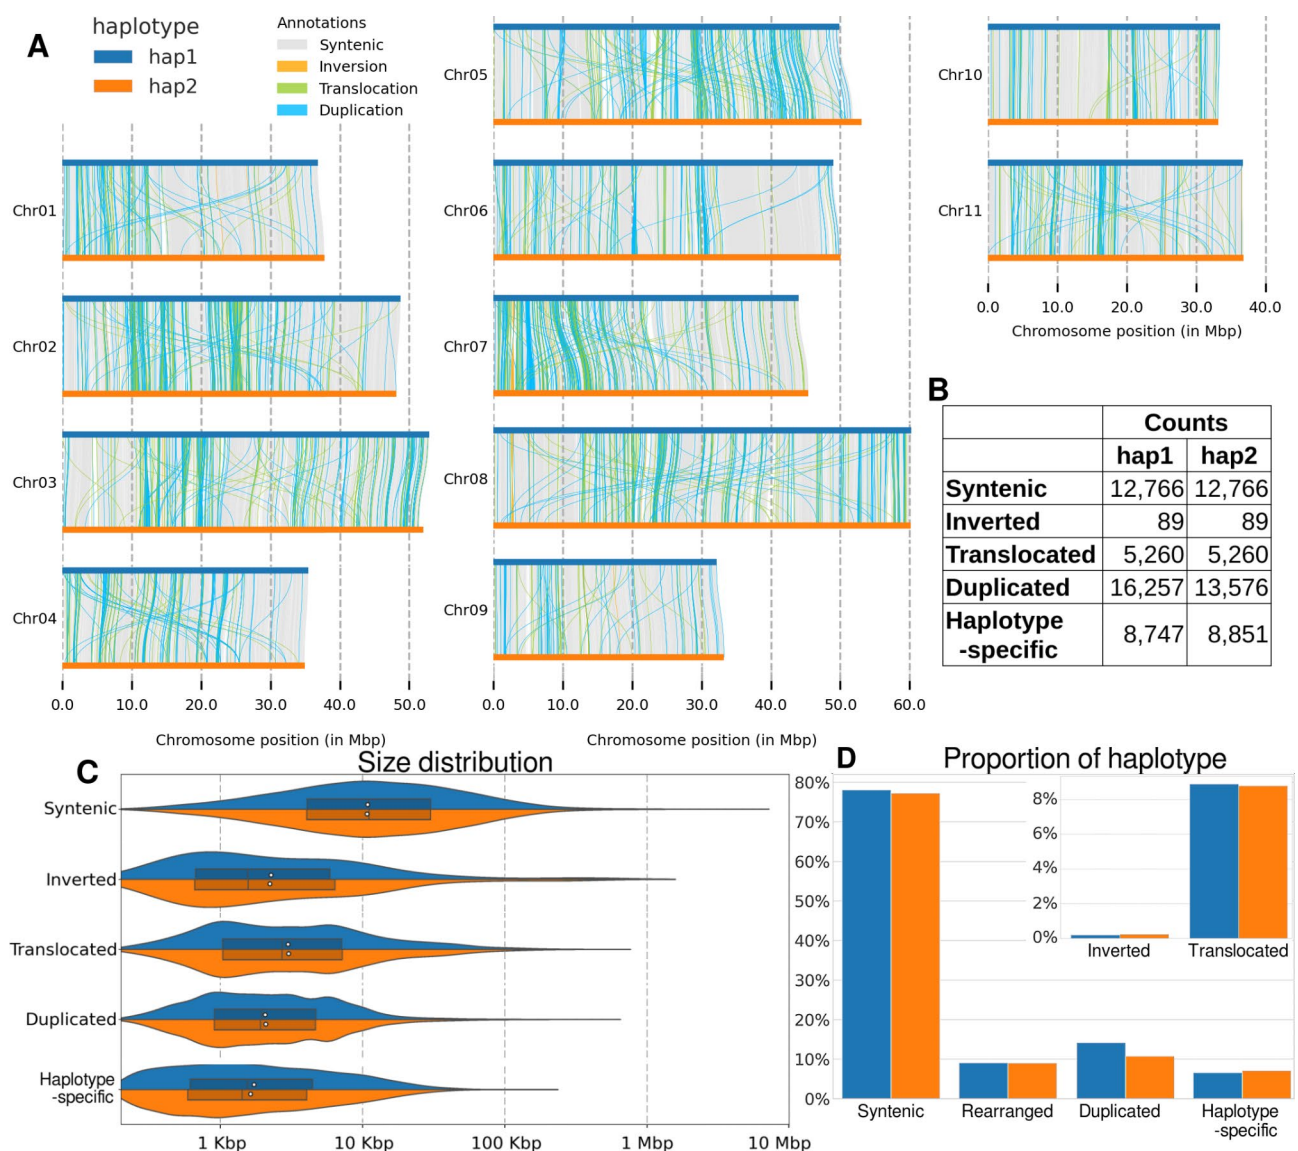 A
haplotype
hap1
hap2
Annotations
Syntenic
Inversion
Translocation
Duplication
Chr01
Chr02
Chr03
Chr04
0.0 10.0 20.0 30.0 40.0 50.0
Chromosome position (in Mbp)
Chr05
Chr06
Chr07
Chr08
Chr09
0.0 10.0 20.0 30.0 40.0 50.0 60.0
Chromosome position (in Mbp)
Chr10
Chr11
0.0 10.0 20.0 30.0 40.0
Chromosome position (in Mbp)
B
Counts
hap1 hap2
Syntenic 12,766 12,766
Inverted 89 89
Translocated 5,260 5,260
Duplicated 16,257 13,576
Haplotype
-specific 8,747 8,851
C
Size distribution
Syntenic
Inverted
Translocated
Duplicated
Haplotype
-specific
1 Kbp 10 Kbp 100 Kbp 1 Mbp 10 Mbp
D
Proportion of haplotype
80%
70%
60%
50%
40%
30%
20%
10%
0%
Syntenic Rearranged Duplicated Haplotype
-specific
8%
6%
4%
2%
0%
Inverted Translocated